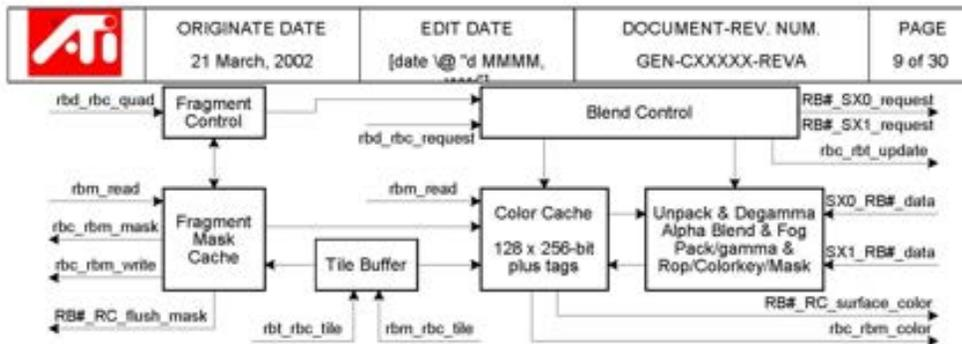 ATI
ORIGINATE DATE
21 March, 2002
EDIT DATE
[date \@ "d MMMM,
DOCUMENT-REV. NUM.
GEN-CXXXXX-REVA
PAGE
9 of 30
rbd_rbc_quad
Fragment
Control
rbd_rbc_request
Blend Control
RB#_SX0_request
RB#_SX1_request
rbc_rbt_update
rbm_read
rbc_rbm_mask
rbc_rbm_write
RB#_RC_flush_mask
Fragment
Mask
Cache
Tile Buffer
rbt_rbc_tile
rbm_rbc_tile
rbm_read
Color Cache
128 x 256-bit
plus tags
Unpack & Degamma
Alpha Blend & Fog
Pack/gamma &
Rop/Colorkey/Mask
SX0_RB#_data
SX1_RB#_data
RB#_RC_surface_color
rbc_rbm_color